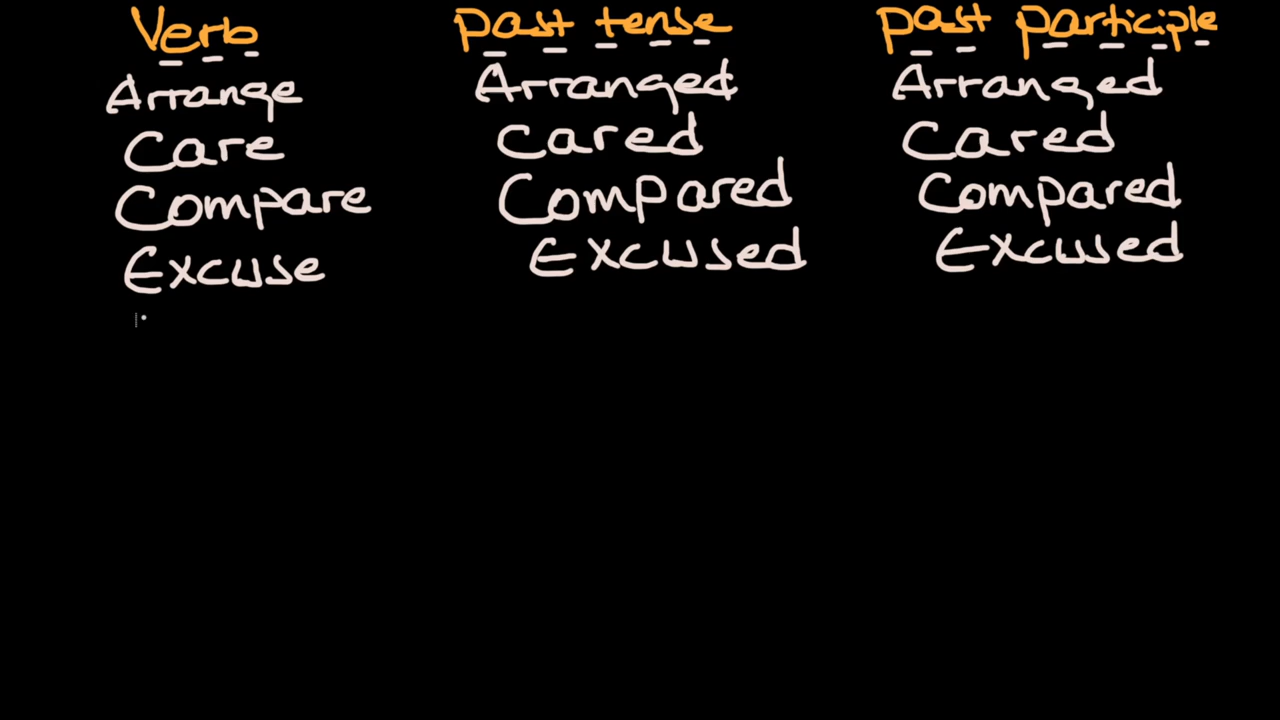 Verb past tense past participle
Arrange Arranged Arranged
Care Cared Cared
Compare Compared Compared
Excuse Excused Excused